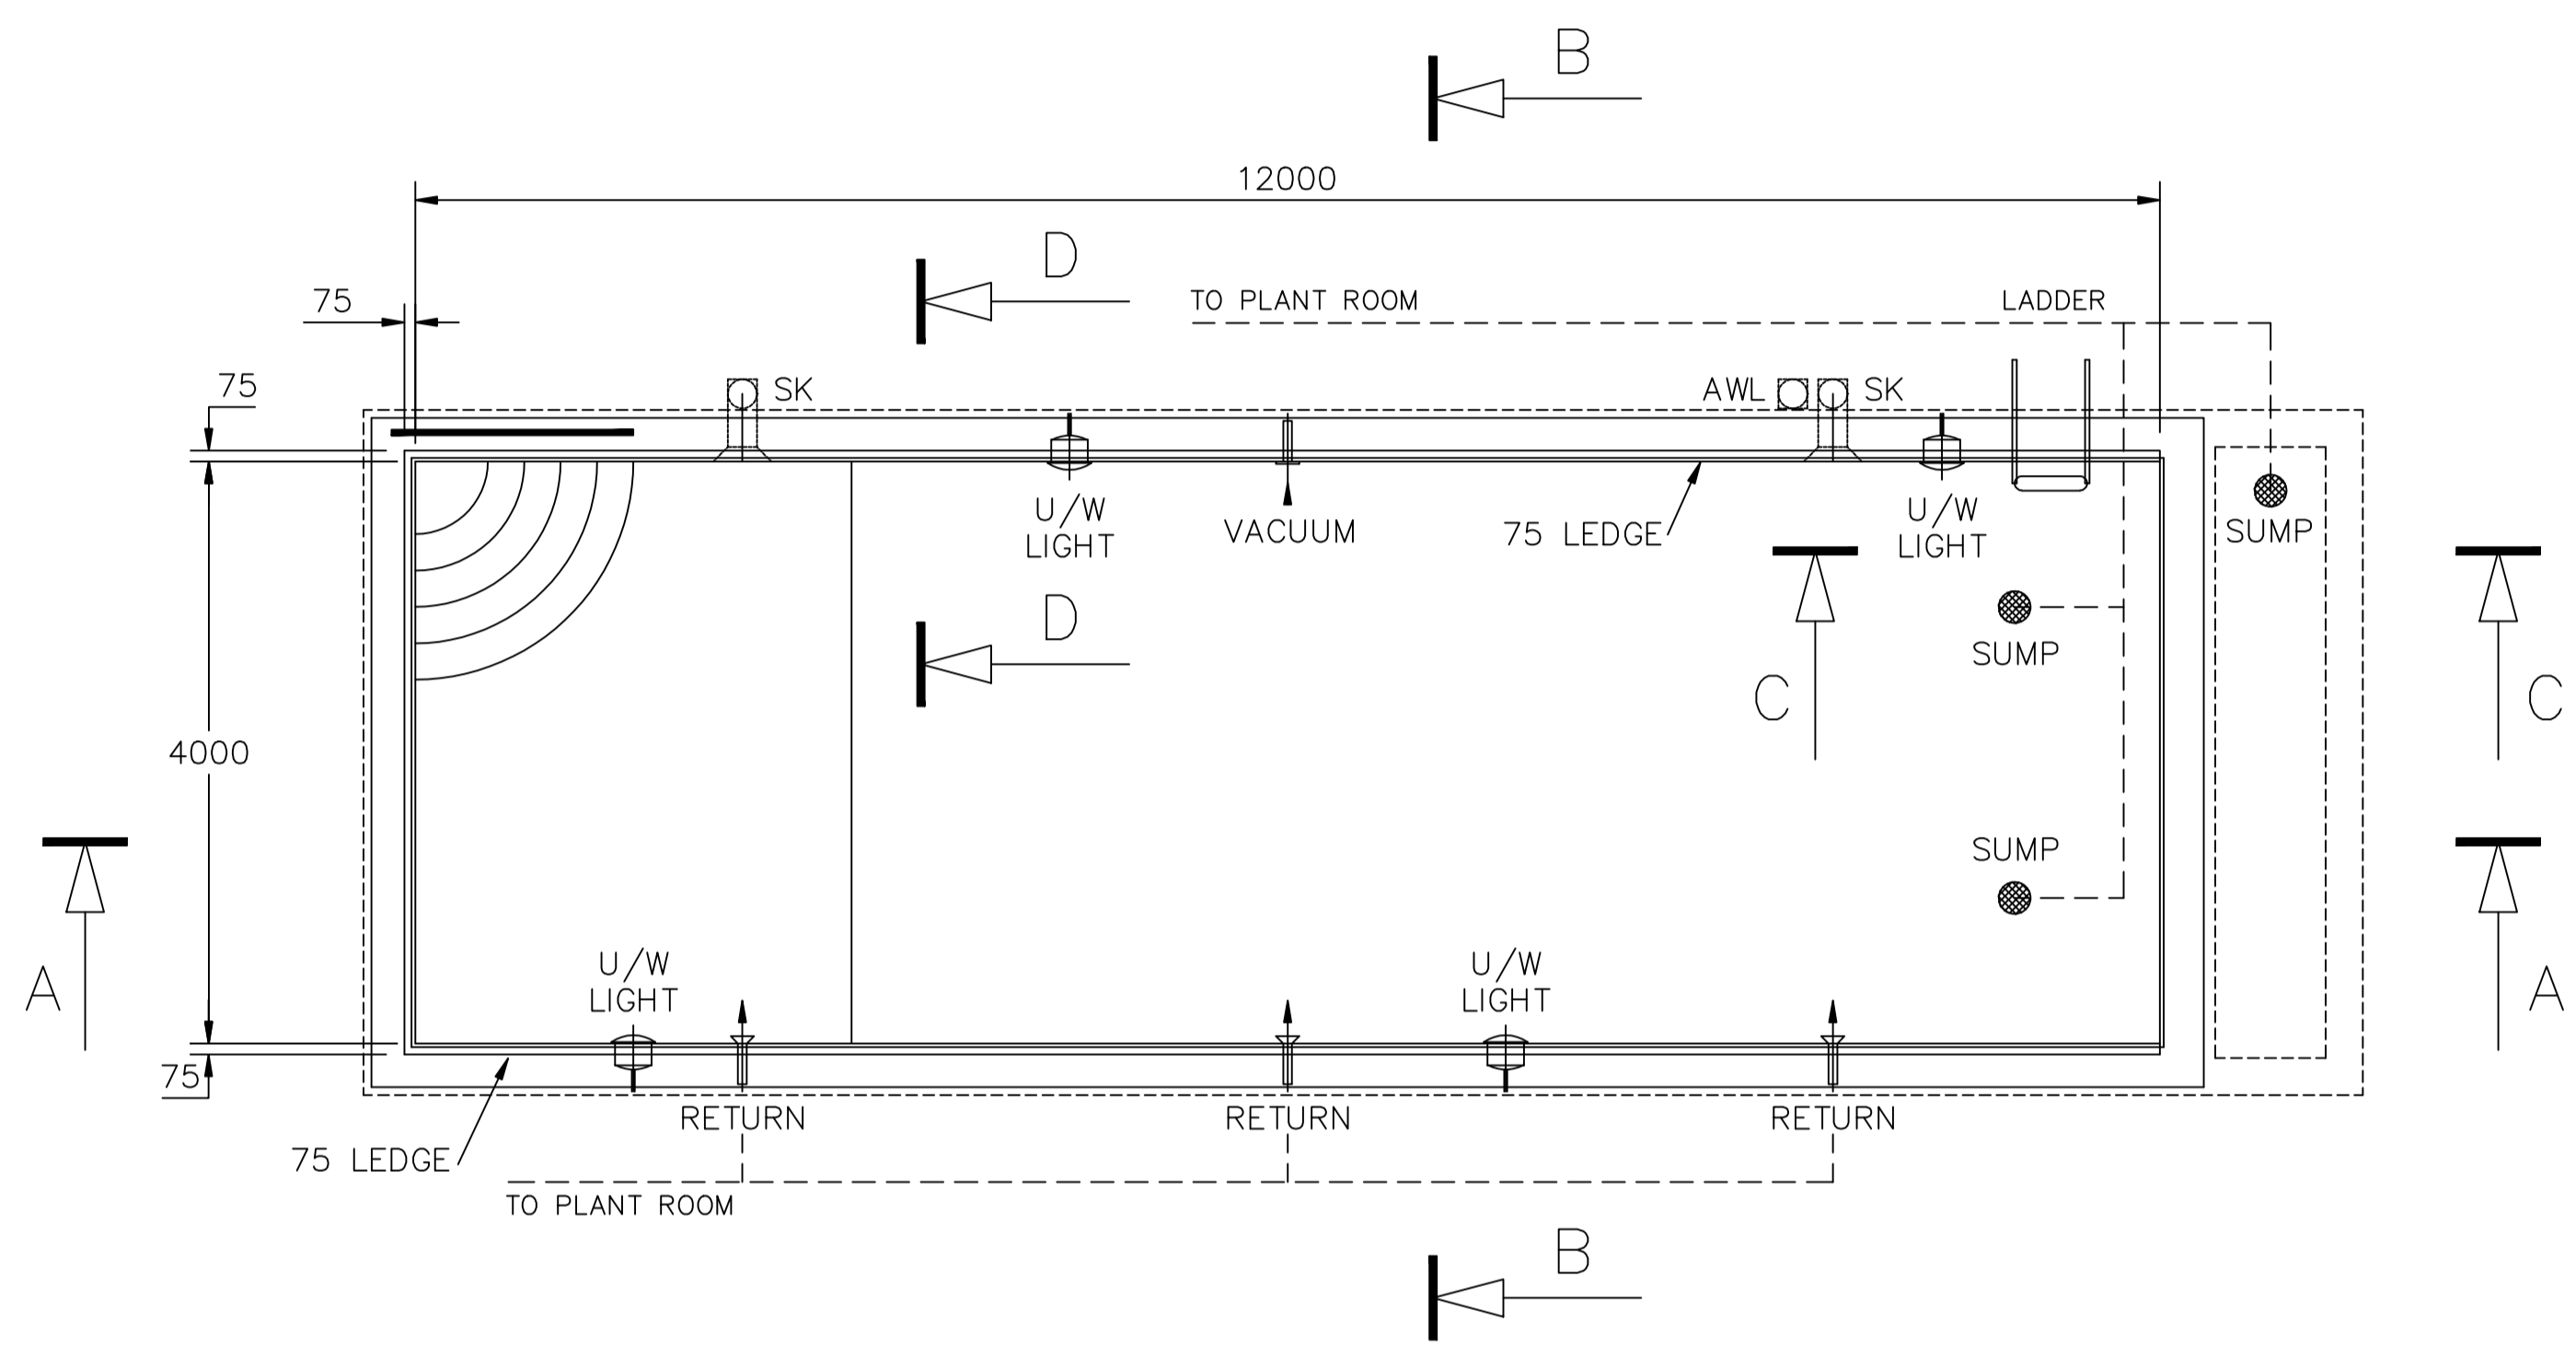 B
12000
D
75
TO PLANT ROOM
LADDER
75
SK
AWL
SK
U/W
LIGHT
VACUUM
75 LEDGE
U/W
LIGHT
SUMP
D
SUMP
C
C
4000
SUMP
A
U/W
LIGHT
U/W
LIGHT
A
75
RETURN
RETURN
RETURN
75 LEDGE
TO PLANT ROOM
B